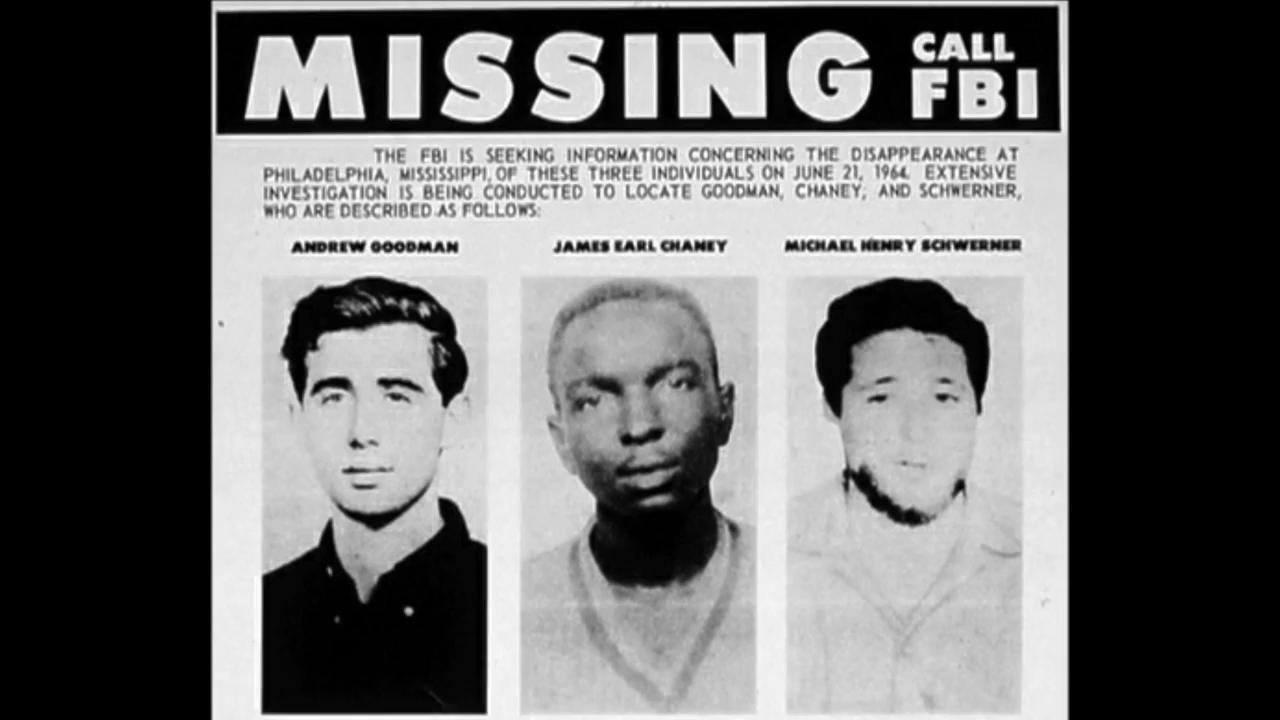 MISSING CALL FBI
THE FBI IS SEEKING INFORMATION CONCERNING THE DISAPPEARANCE AT
PHILADELPHIA, MISSISSIPPI, OF THESE THREE INDIVIDUALS ON JUNE 21, 1964. EXTENSIVE
INVESTIGATION IS BEING CONDUCTED TO LOCATE GOODMAN, CHANEY, AND SCHWERNER,
WHO ARE DESCRIBED AS FOLLOWS:
ANDREW GOODMAN
JAMES EARL CHANEY
MICHAEL HENRY SCHWERNER